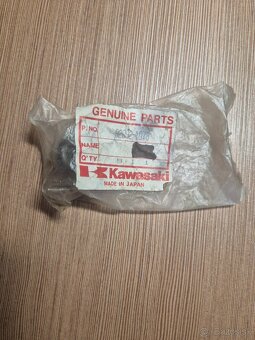 GENUINE PARTS
P. NO.
NAME
Q'TY
Kawasaki
MADE IN JAPAN